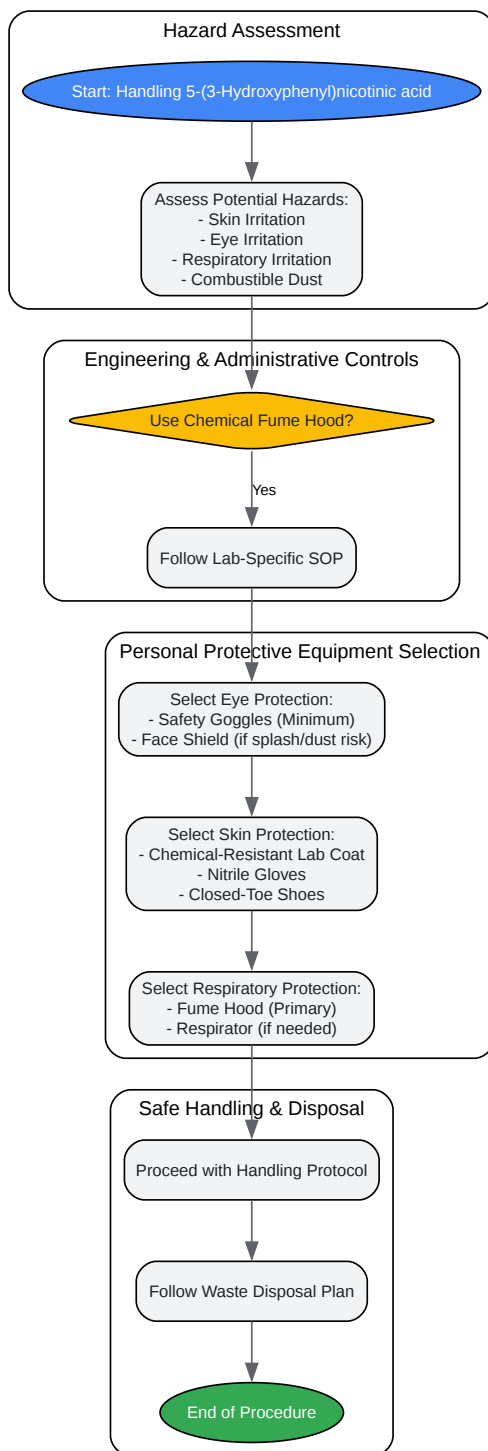 Hazard Assessment
Start: Handling 5-(3-Hydroxyphenyl)nicotinic acid
Assess Potential Hazards:
- Skin Irritation
- Eye Irritation
- Respiratory Irritation
- Combustible Dust
Engineering & Administrative Controls
Use Chemical Fume Hood?
Yes
Follow Lab-Specific SOP
Personal Protective Equipment Selection
Select Eye Protection:
- Safety Goggles (Minimum)
- Face Shield (if splash/dust risk)
Select Skin Protection:
- Chemical-Resistant Lab Coat
- Nitrile Gloves
- Closed-Toe Shoes
Select Respiratory Protection:
- Fume Hood (Primary)
- Respirator (if needed)
Safe Handling & Disposal
Proceed with Handling Protocol
Follow Waste Disposal Plan
End of Procedure